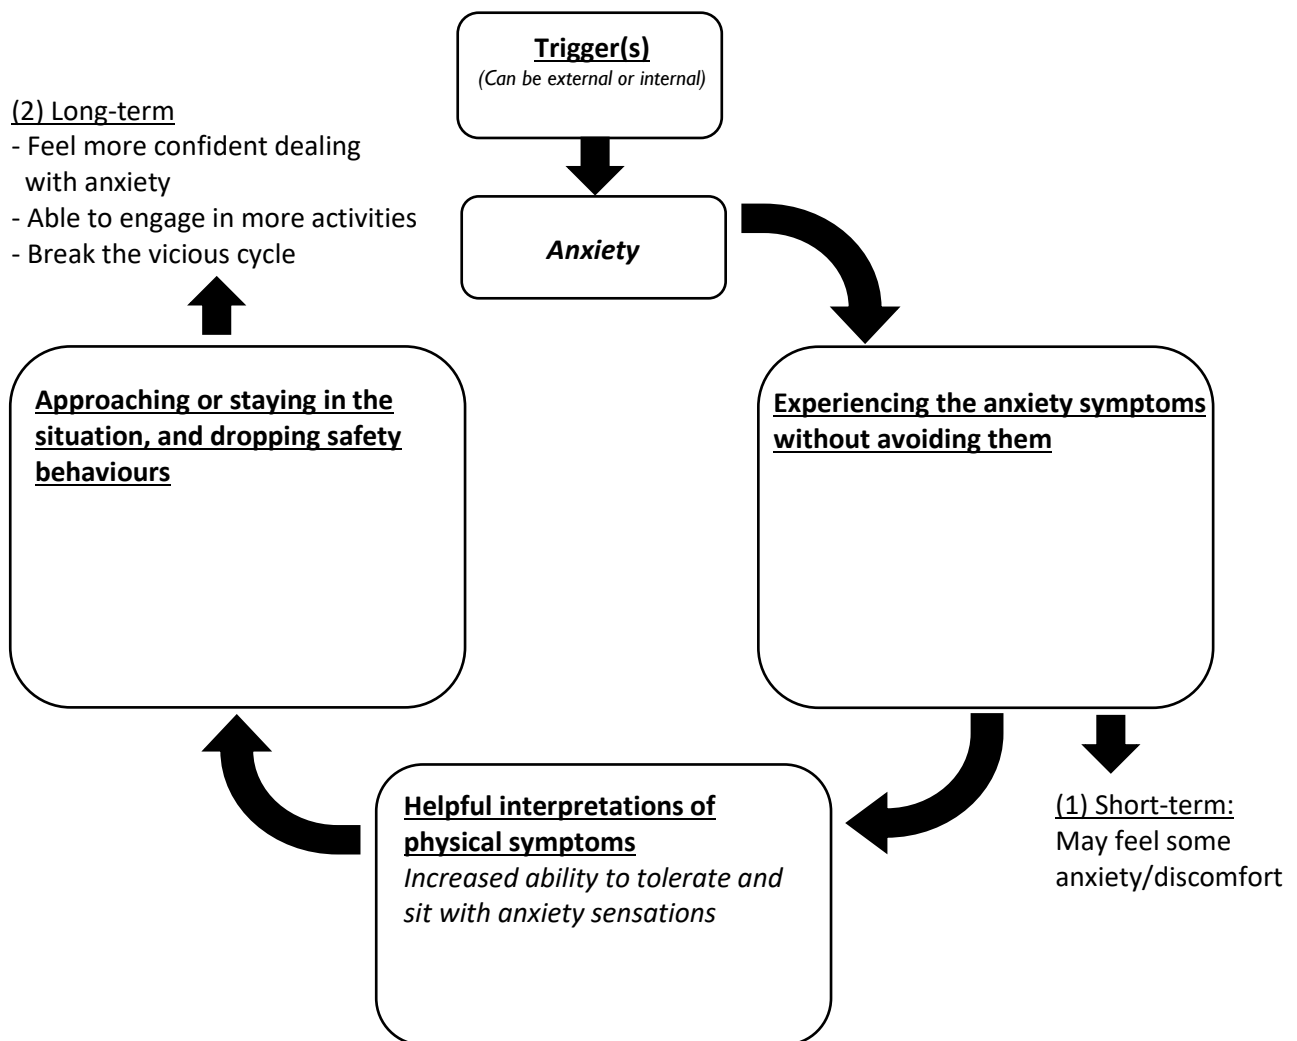 Trigger(s)
(Can be external or internal)
(2) Long-term
- Feel more confident dealing
with anxiety
- Able to engage in more activities
- Break the vicious cycle
Anxiety
Approaching or staying in the
situation, and dropping safety
behaviours
Experiencing the anxiety symptoms
without avoiding them
Helpful interpretations of
physical symptoms
Increased ability to tolerate and
sit with anxiety sensations
(1) Short-term:
May feel some
anxiety/discomfort